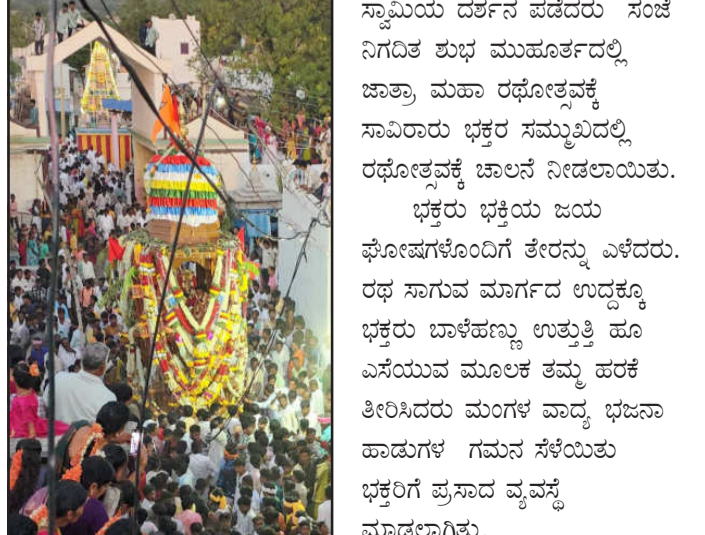 ಸ್ವಾಮಿಯ ದರ್ಶನ ಪಡೆದರು ಸಂಜೆ
ನಿಗದಿತ ಶುಭ ಮುಹೂರ್ತದಲ್ಲಿ
ಜಾತ್ರಾ ಮಹಾ ರಥೋತ್ಸವಕ್ಕೆ
ಸಾವಿರಾರು ಭಕ್ತರ ಸಮ್ಮುಖದಲ್ಲಿ
ರಥೋತ್ಸವಕ್ಕೆ ಚಾಲನೆ ನೀಡಲಾಯಿತು.
ಭಕ್ತರು ಭಕ್ತಿಯ ಜಯ
ಘೋಷಗಳೊಂದಿಗೆ ತೇರನ್ನು ಎಳೆದರು.
ರಥ ಸಾಗುವ ಮಾರ್ಗದ ಉದ್ದಕ್ಕೂ
ಭಕ್ತರು ಬಾಳೆಹಣ್ಣು ಉತ್ತುತ್ತಿ ಹೂ
ಎಸೆಯುವ ಮೂಲಕ ತಮ್ಮ ಹರಕೆ
ತೀರಿಸಿದರು ಮಂಗಳ ವಾದ್ಯ ಭಜನಾ
ಹಾಡುಗಳ ಗಮನ ಸೆಳೆಯಿತು
ಭಕ್ತರಿಗೆ ಪ್ರಸಾದ ವ್ಯವಸ್ಥೆ
ಮಾಡಲಾಗಿತ್ತು.